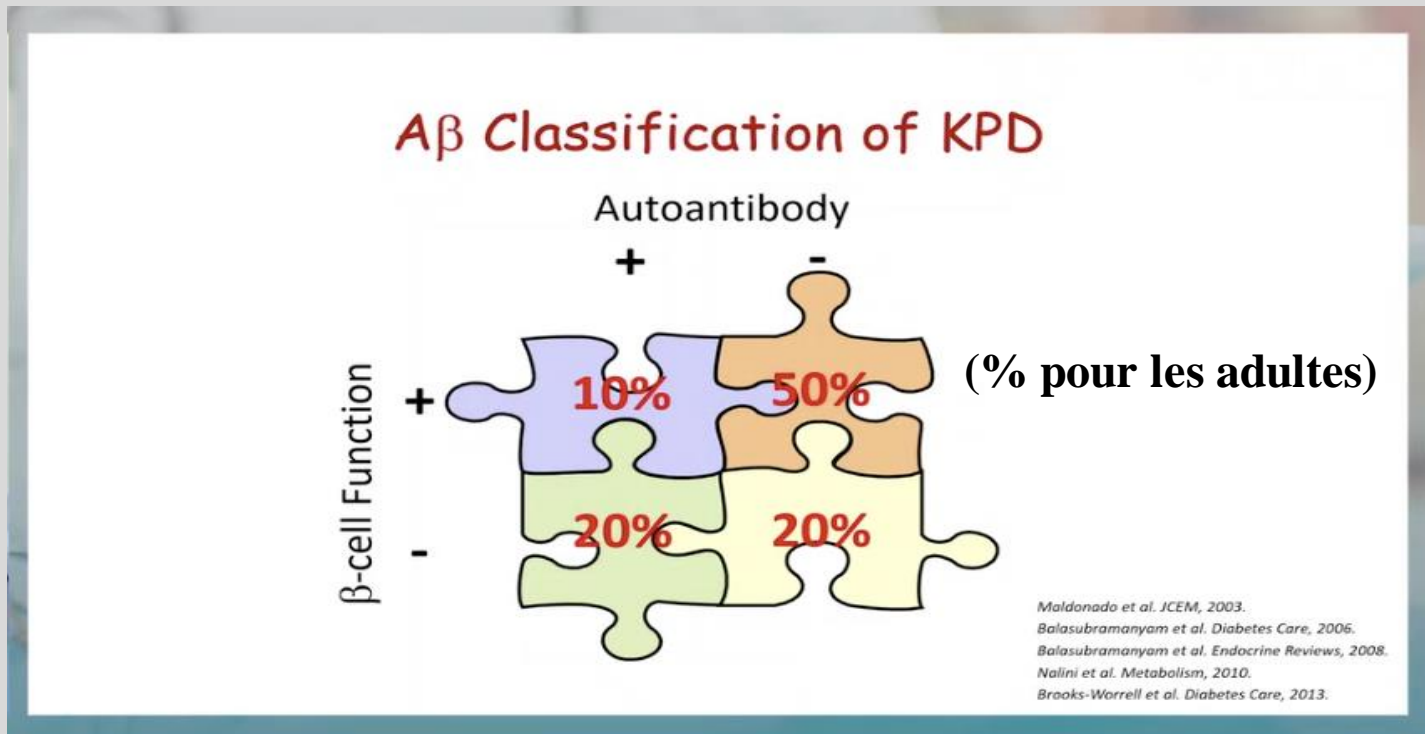 Aβ Classification of KPD
Autoantibody
+ -
β-cell Function
+
10% 50%
(% pour les adultes)
-
20% 20%
Maldonado et al. JCEM, 2003.
Balasubramanyam et al. Diabetes Care, 2006.
Balasubramanyam et al. Endocrine Reviews, 2008.
Nalini et al. Metabolism, 2010.
Brooks-Worrell et al. Diabetes Care, 2013.